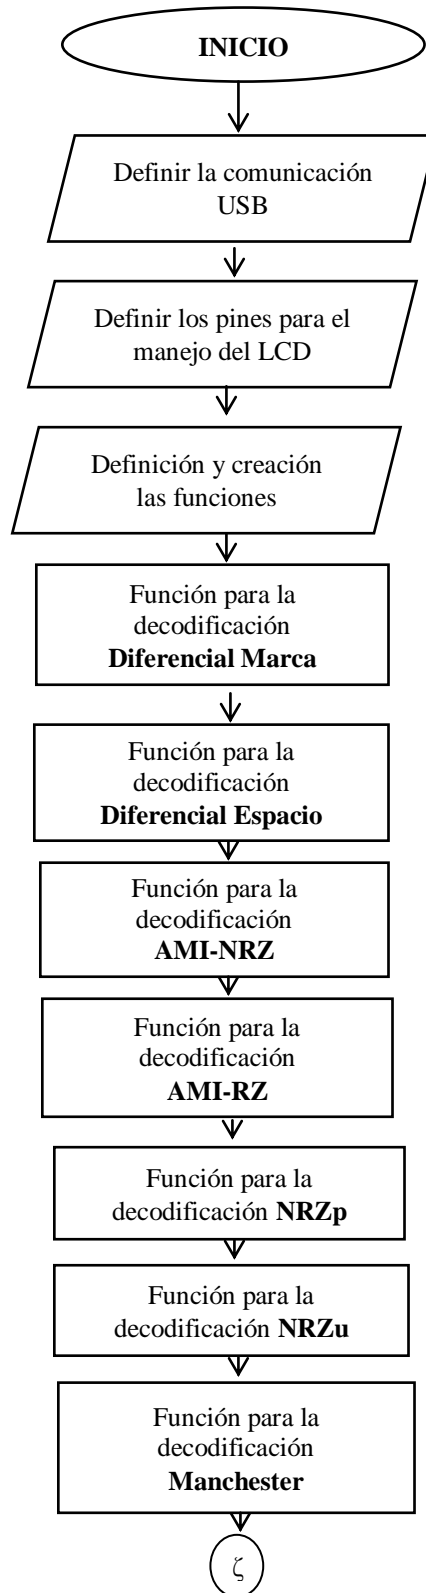 INICIO
Definir la comunicación
USB
Definir los pines para el
manejo del LCD
Definición y creación
las funciones
Función para la
decodificación
Diferencial Marca
Función para la
decodificación
Diferencial Espacio
Función para la
decodificación
AMI-NRZ
Función para la
decodificación
AMI-RZ
Función para la
decodificación NRZp
Función para la
decodificación NRZu
Función para la
decodificación
Manchester
ζ